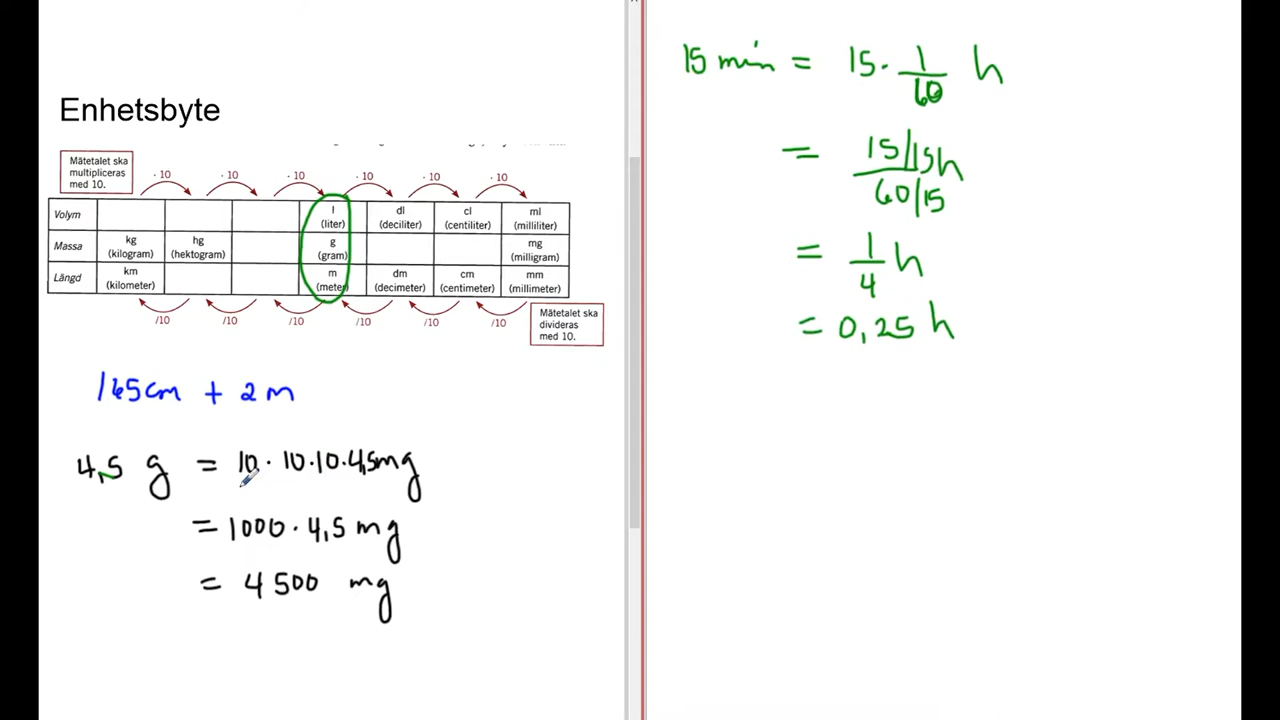 Enhetsbyte
Mätetalet ska
multipliceras
med 10.
· 10 · 10 · 10 · 10 · 10 · 10
Volym l dl cl ml
(liter) (deciliter) (centiliter) (milliliter)
Massa kg hg g mg
(kilogram) (hektogram) (gram) (milligram)
Längd km m dm cm mm
(kilometer) (meter) (decimeter) (centimeter) (millimeter)
/10 /10 /10 /10 /10 /10
Mätetalet ska
divideras
med 10.
165cm + 2 m
4,5 g = 10 · 10 · 10 · 4,5mg
= 1000 · 4,5 mg
= 4 500 mg
15 min = 15 · 1/60 h
= 15/15 h
60/15
= 1/4 h
= 0,25 h